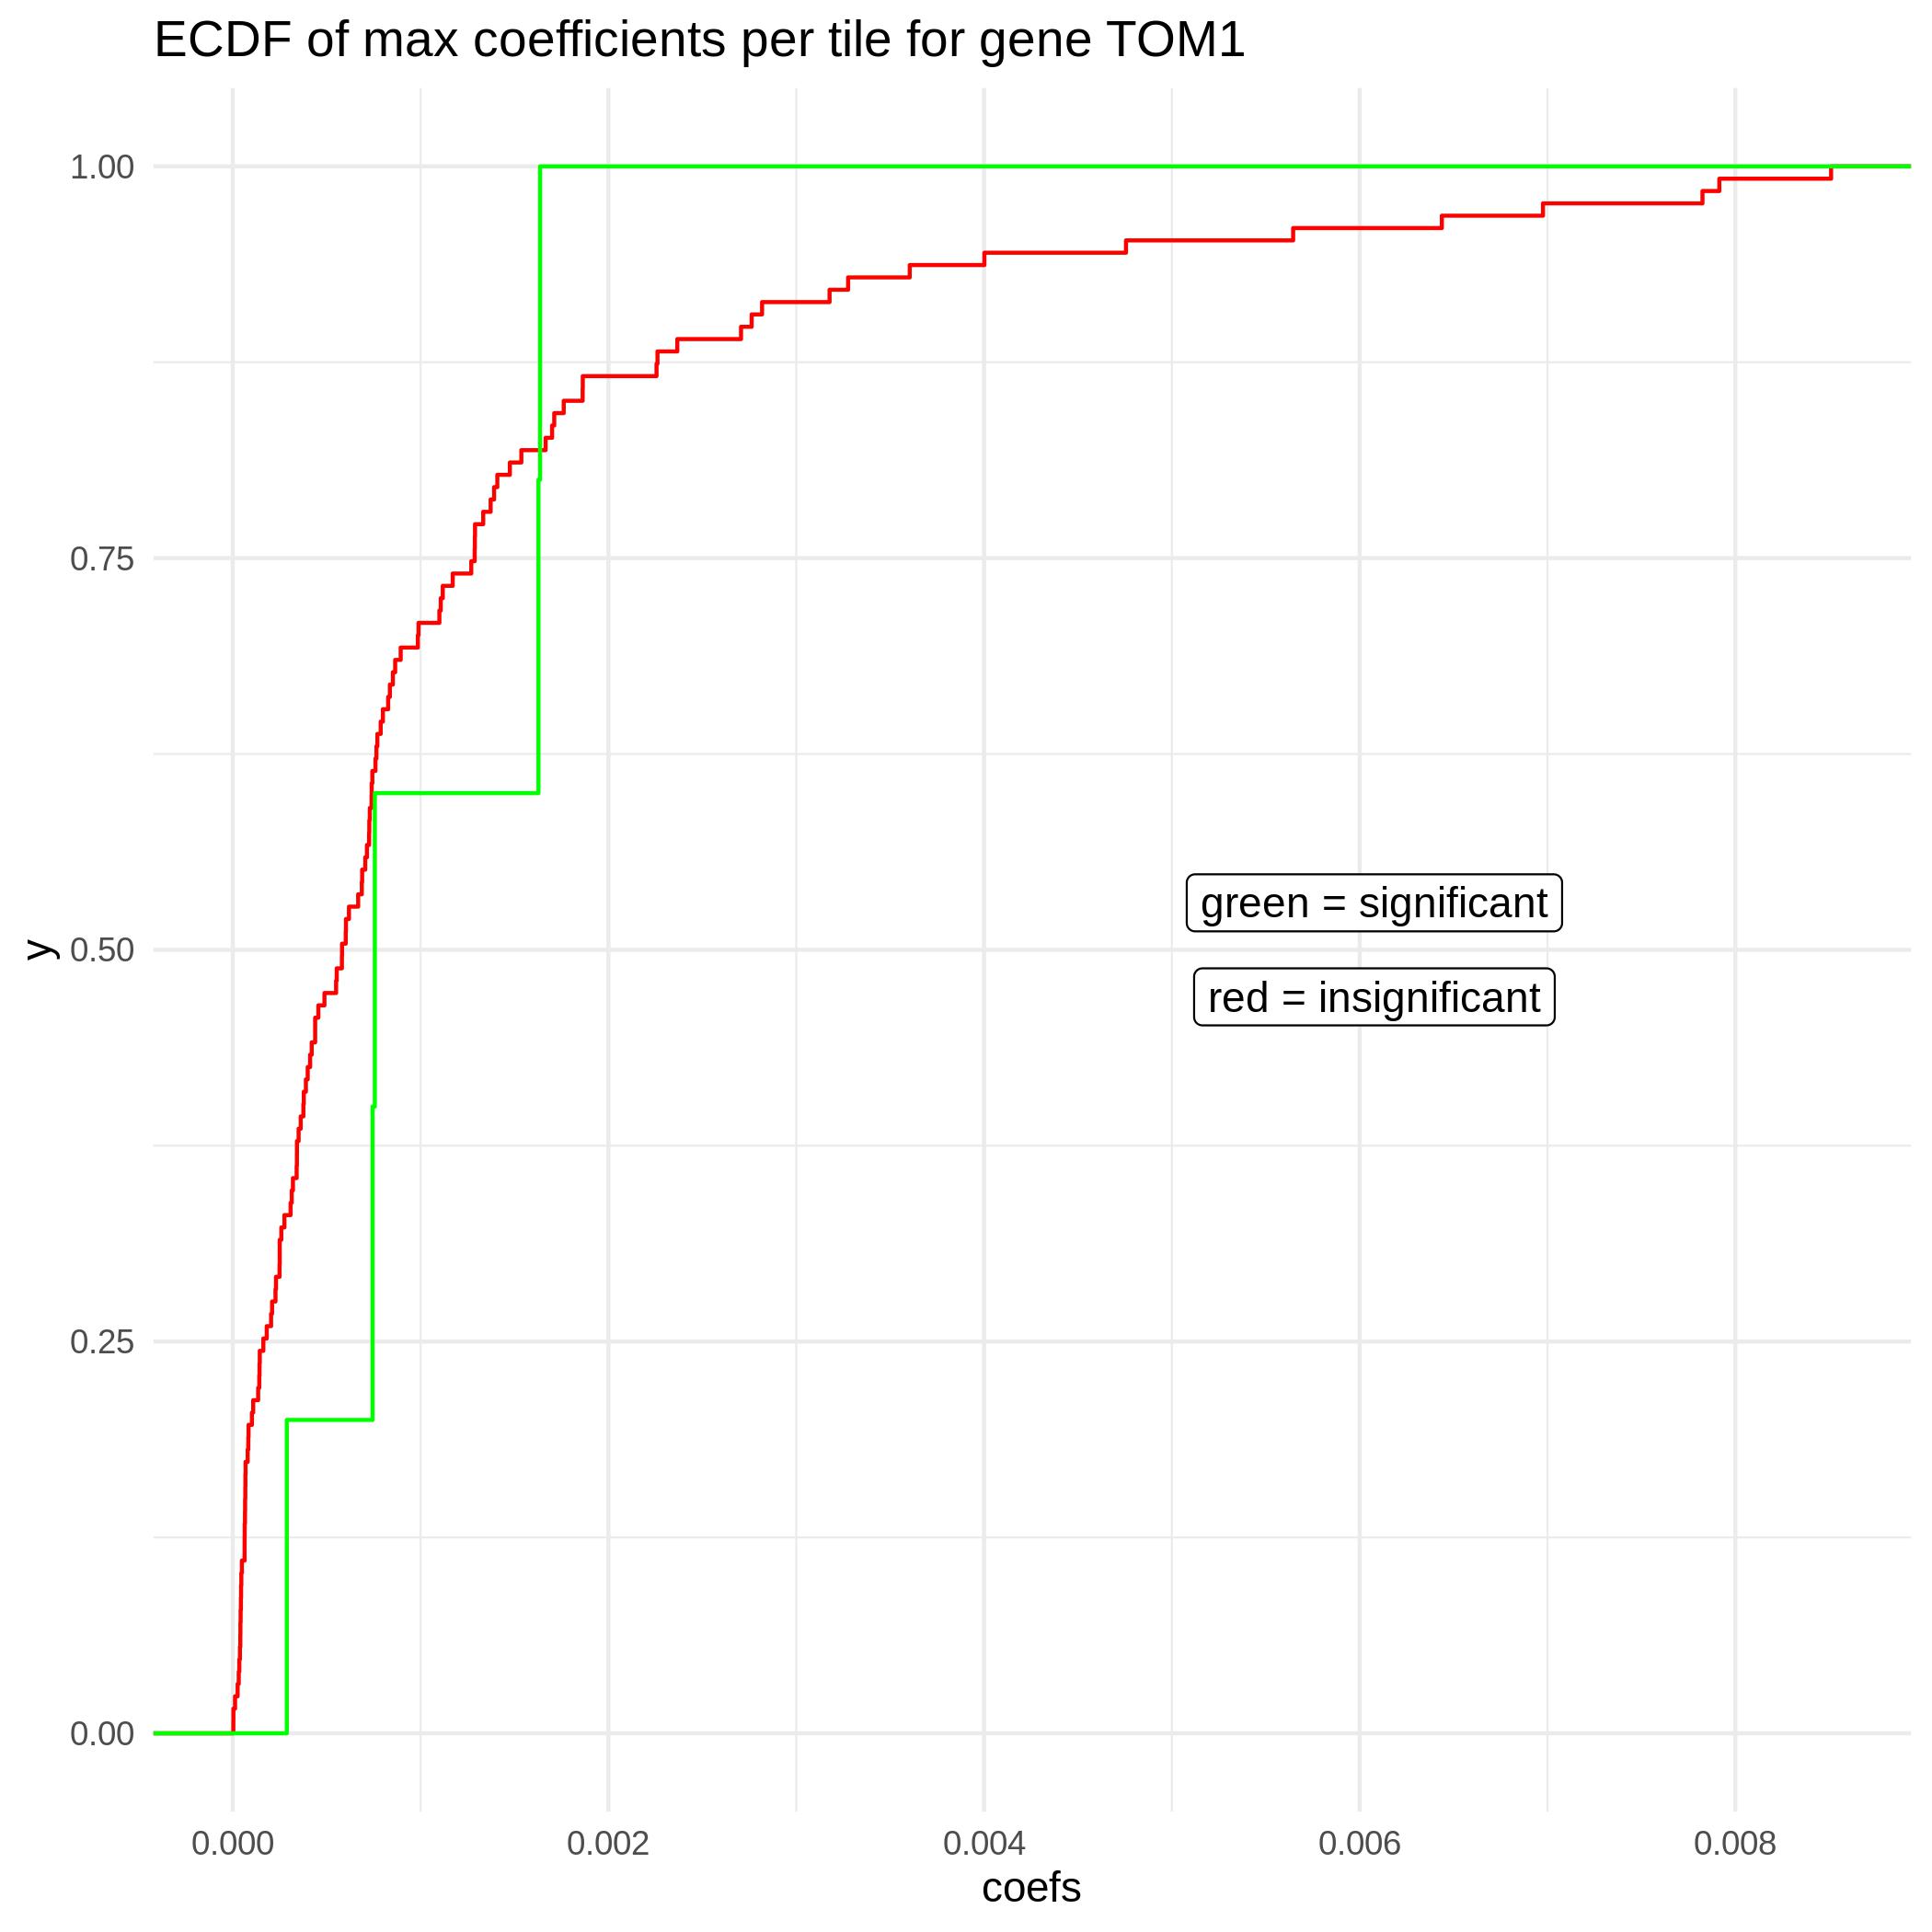 ECDF of max coefficients per tile for gene TOM1
1.00
0.75
0.50
0.25
0.00
y
green = significant
red = insignificant
0.000 0.002 0.004 0.006 0.008
coefs